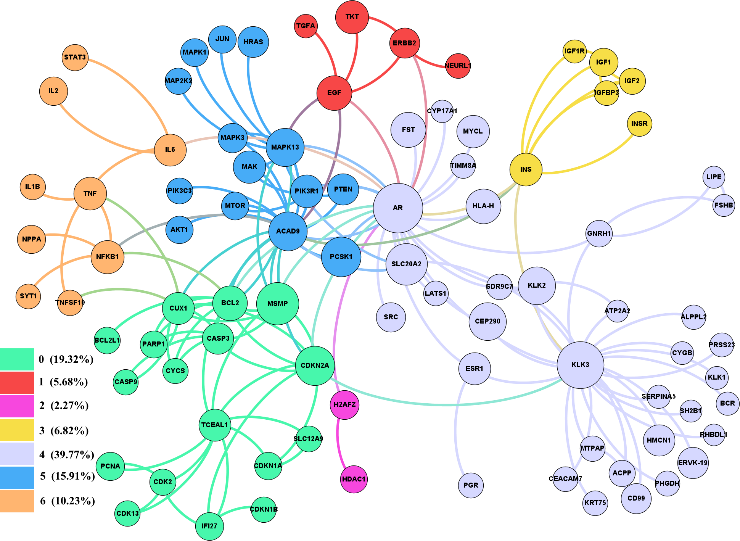 TGFA
TKT
ERBB2
NEURL1
EGF
JUN
HRAS
MAPK1
MAP2K2
STAT3
IL2
IL6
MAPK3
MAPK13
MAK
PIK3C3
PIK3R1
PTEN
MTOR
AKT1
ACAD9
PCSK1
IGF1R
IGF1
IGF2
IGFBP2
INSR
INS
CYP17A1
FST
MYCL
TIMM8A
HLA-H
AR
LIPE
FSHB
GNRH1
IL1B
TNF
NPPA
NFKB1
SYT1
TNFSF10
SLC20A2
LATS1
SDR9C7
KLK2
SRC
CEP290
ATP2A2
ALPPL2
PRSS23
CYGB
KLK1
BCR
KLK3
ESR1
SERPINA5
SH2B1
RHBDL1
HMCN1
ERVK-19
MTPAP
ACPP
PHGDH
CEACAM7
CD99
KRT75
PGR
CUX1
BCL2
MSMP
BCL2L1
PARP1
CASP3
CASP9
CYCS
CDKN2A
H2AFZ
HDAC1
TCEAL1
SLC12A9
CDKN1A
PCNA
CDK2
CDK13
IFI27
CDKN1B
0 (19.32%)
1 (5.68%)
2 (2.27%)
3 (6.82%)
4 (39.77%)
5 (15.91%)
6 (10.23%)